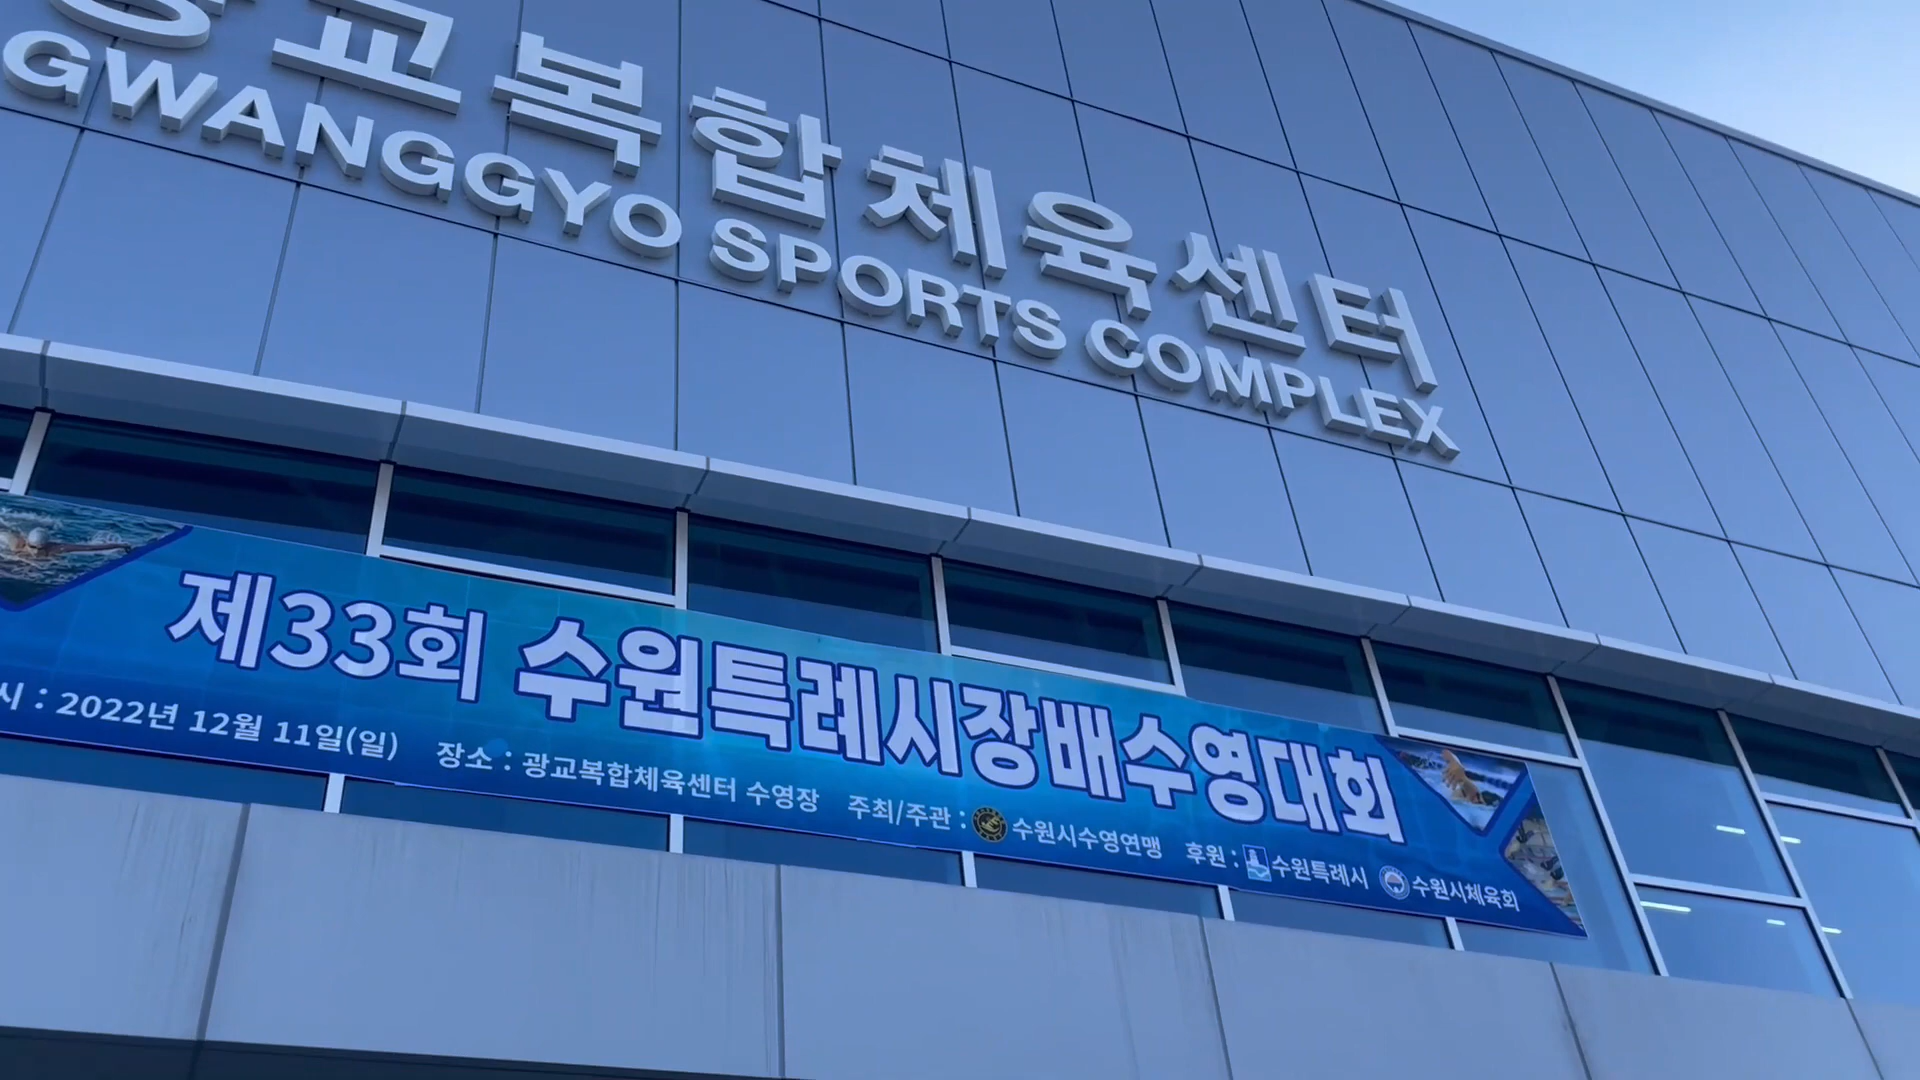 광교복합체육센터
GWANGGYO SPORTS COMPLEX
제33회 수원특례시장배수영대회
시 : 2022년 12월 11일(일) 장소 : 광교복합체육센터 수영장 주최/주관 : 수원시수영연맹 후원 : 수원특례시 수원시체육회